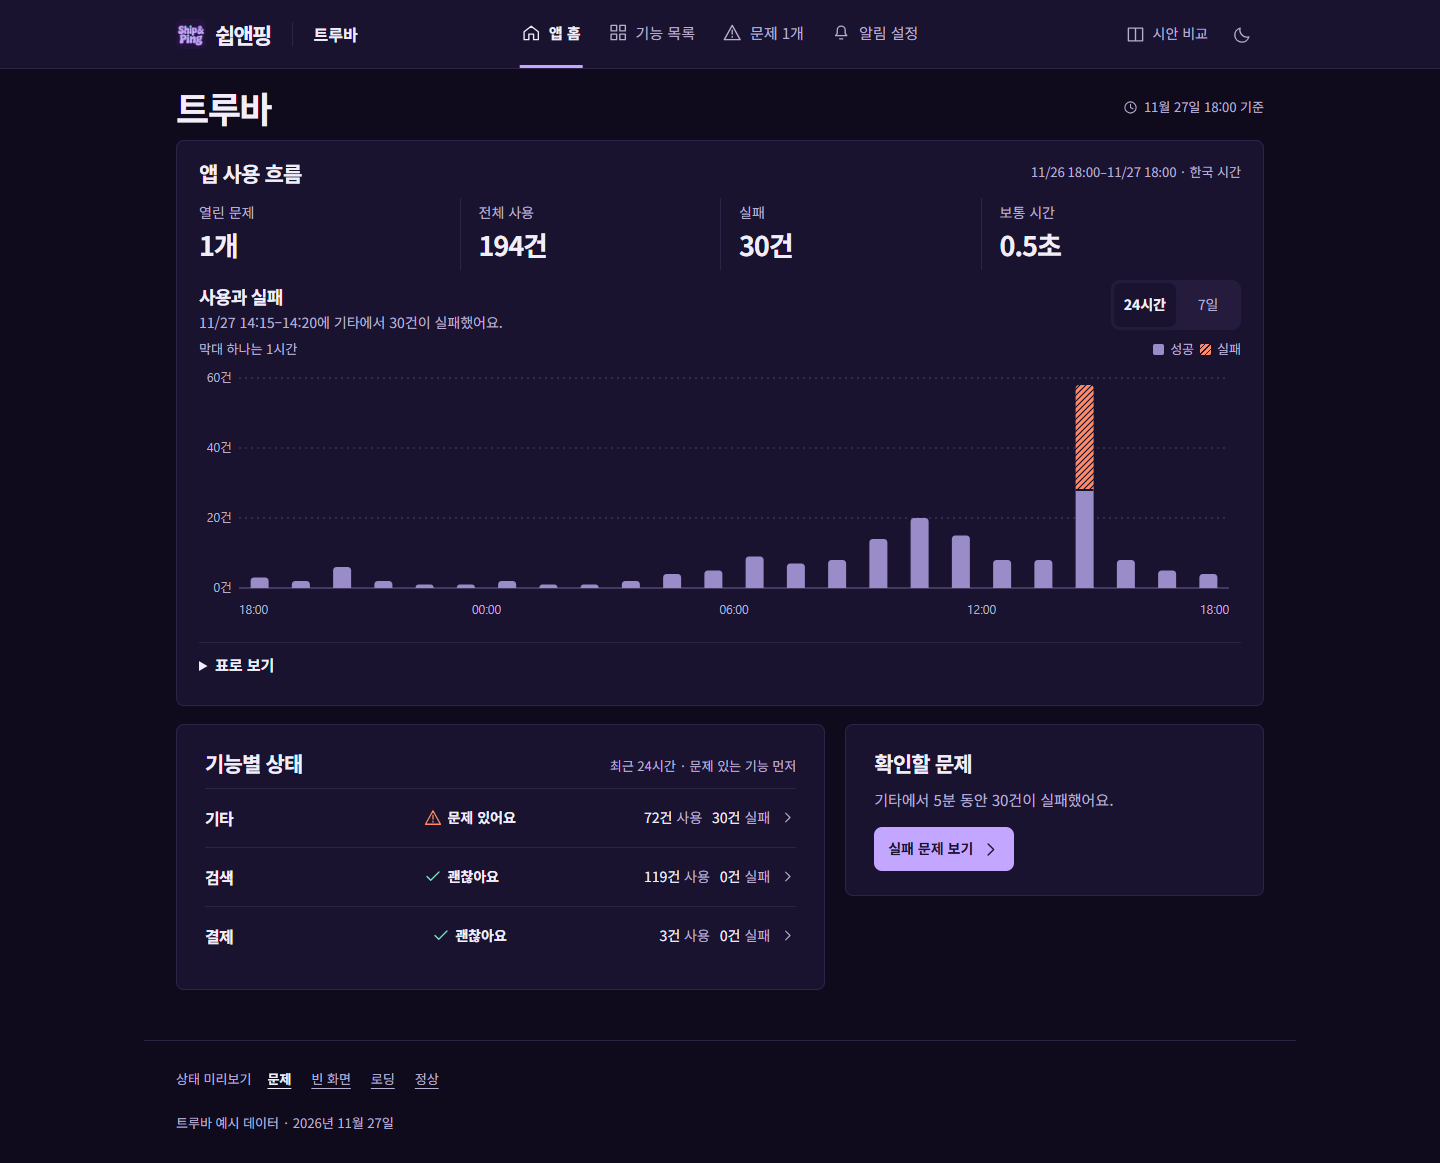 Ship& Ping 쉽앤핑 트루바 앱 홈 기능 목록 문제 1개 알림 설정 시안 비교
트루바
11월 27일 18:00 기준
앱 사용 흐름
11/26 18:00–11/27 18:00 · 한국 시간
열린 문제 전체 사용 실패 보통 시간
1개 194건 30건 0.5초
사용과 실패
24시간 7일
11/27 14:15–14:20에 기타에서 30건이 실패했어요.
막대 하나는 1시간
성공 실패
60건
40건
20건
0건
18:00 00:00 06:00 12:00 18:00
▶ 표로 보기
기능별 상태
최근 24시간 · 문제 있는 기능 먼저
기타 문제 있어요 72건 사용 30건 실패
검색 괜찮아요 119건 사용 0건 실패
결제 괜찮아요 3건 사용 0건 실패
확인할 문제
기타에서 5분 동안 30건이 실패했어요.
실패 문제 보기
상태 미리보기 문제 빈 화면 로딩 정상
트루바 예시 데이터 · 2026년 11월 27일